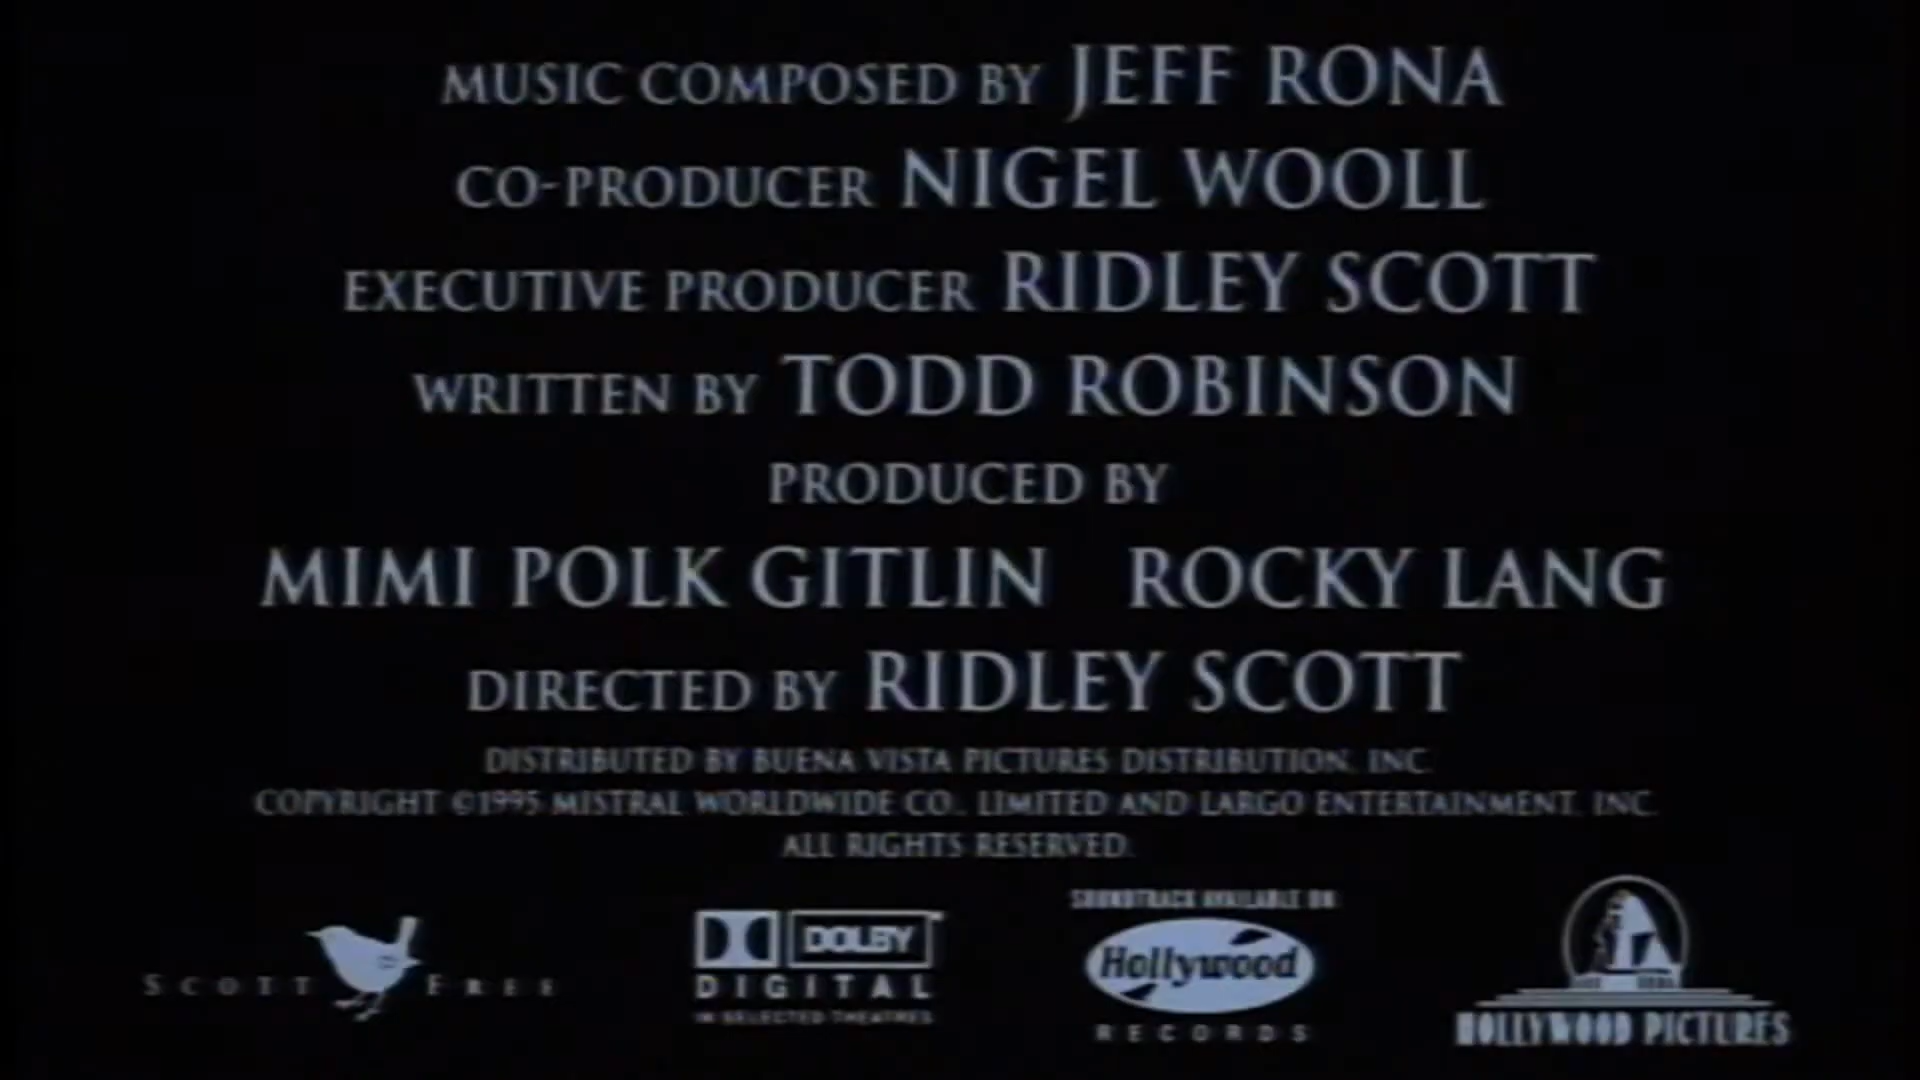 MUSIC COMPOSED BY JEFF RONA
CO-PRODUCER NIGEL WOOLL
EXECUTIVE PRODUCER RIDLEY SCOTT
WRITTEN BY TODD ROBINSON
PRODUCED BY
MIMI POLK GITLIN ROCKY LANG
DIRECTED BY RIDLEY SCOTT
DISTRIBUTED BY BUENA VISTA PICTURES DISTRIBUTION, INC.
COPYRIGHT ©1995 MISTRAL WORLDWIDE CO., LIMITED AND LARGO ENTERTAINMENT, INC.
ALL RIGHTS RESERVED.
SCOTT FREE
DOLBY
DIGITAL
IN SELECTED THEATRES
SOUNDTRACK AVAILABLE ON
Hollywood
RECORDS
HOLLYWOOD PICTURES